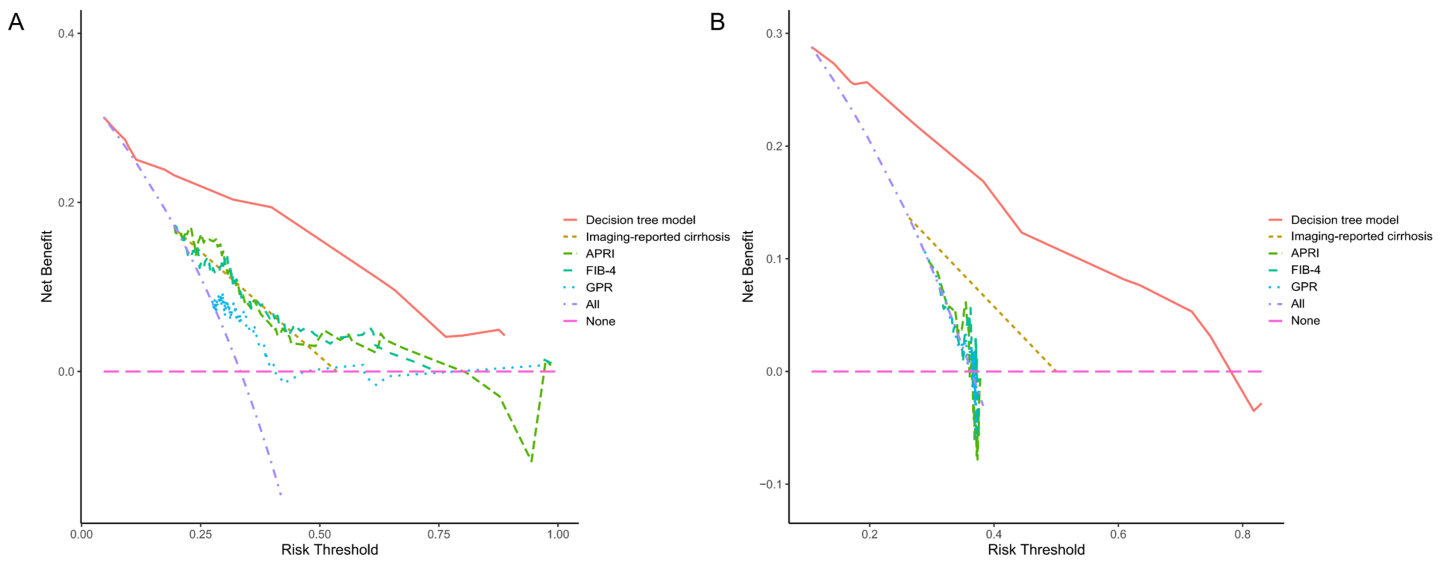 A
0.4
0.2
0.0
Net Benefit
0.00
0.25
0.50
0.75
1.00
Risk Threshold
Decision tree model
Imaging-reported cirrhosis
APRI
FIB-4
GPR
All
None
B
0.3
0.2
0.1
0.0
−0.1
Net Benefit
0.2
0.4
0.6
0.8
Risk Threshold
Decision tree model
Imaging-reported cirrhosis
APRI
FIB-4
GPR
All
None